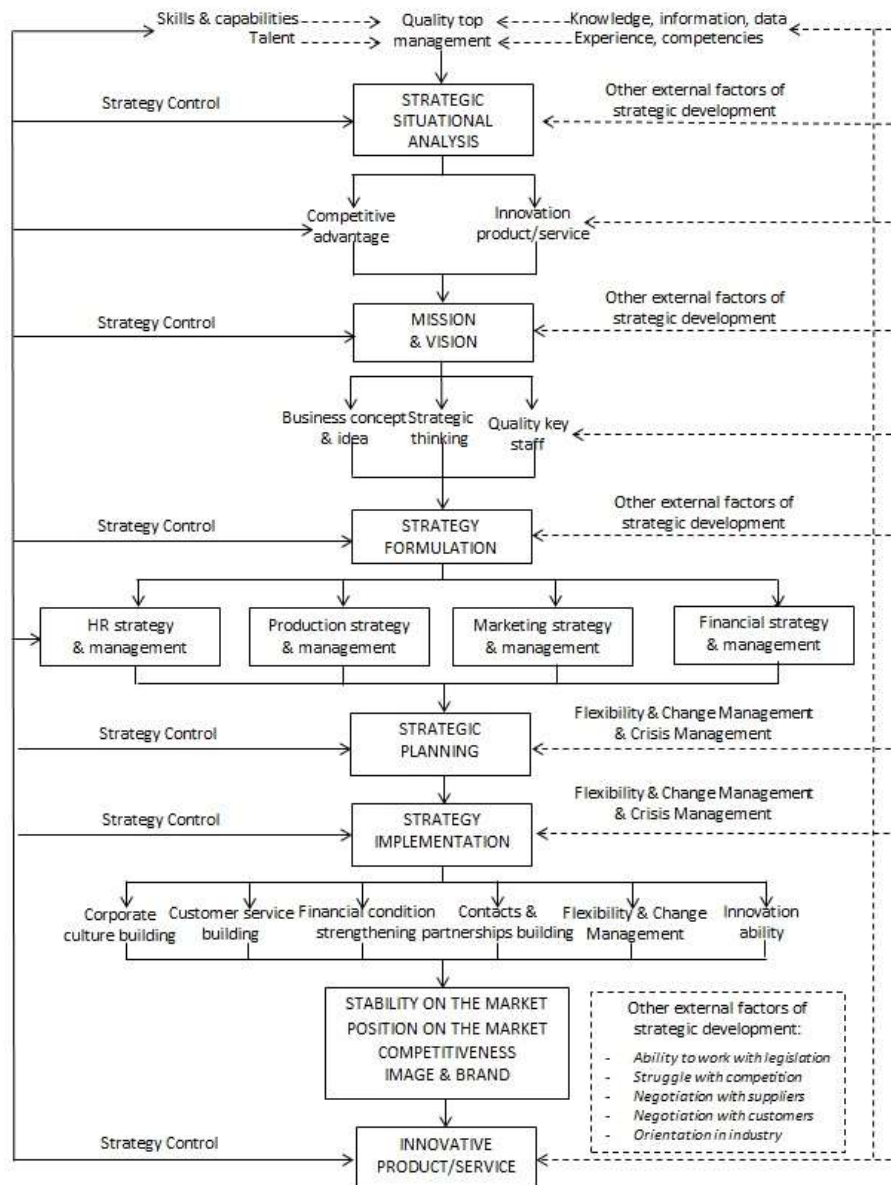 Skills & capabilities
Talent
Quality top
management
Knowledge, information, data
Experience, competencies
Strategy Control
STRATEGIC
SITUATIONAL
ANALYSIS
Other external factors of
strategic development
Competitive
advantage
Innovation
product/service
Strategy Control
MISSION
& VISION
Other external factors of
strategic development
Business concept
& idea
Strategic
thinking
Quality key
staff
Strategy Control
STRATEGY
FORMULATION
Other external factors of
strategic development
HR strategy
& management
Production strategy
& management
Marketing strategy
& management
Financial strategy
& management
Strategy Control
STRATEGIC
PLANNING
Flexibility & Change Management
& Crisis Management
Strategy Control
STRATEGY
IMPLEMENTATION
Flexibility & Change Management
& Crisis Management
Corporate
culture building
Customer service
building
Financial condition
strengthening
Contacts &
partnerships building
Flexibility & Change
Management
Innovation
ability
STABILITY ON THE MARKET
POSITION ON THE MARKET
COMPETITIVENESS
IMAGE & BRAND
Other external factors of
strategic development:
- Ability to work with legislation
- Struggle with competition
- Negotiation with suppliers
- Negotiation with customers
- Orientation in industry
Strategy Control
INNOVATIVE
PRODUCT/SERVICE